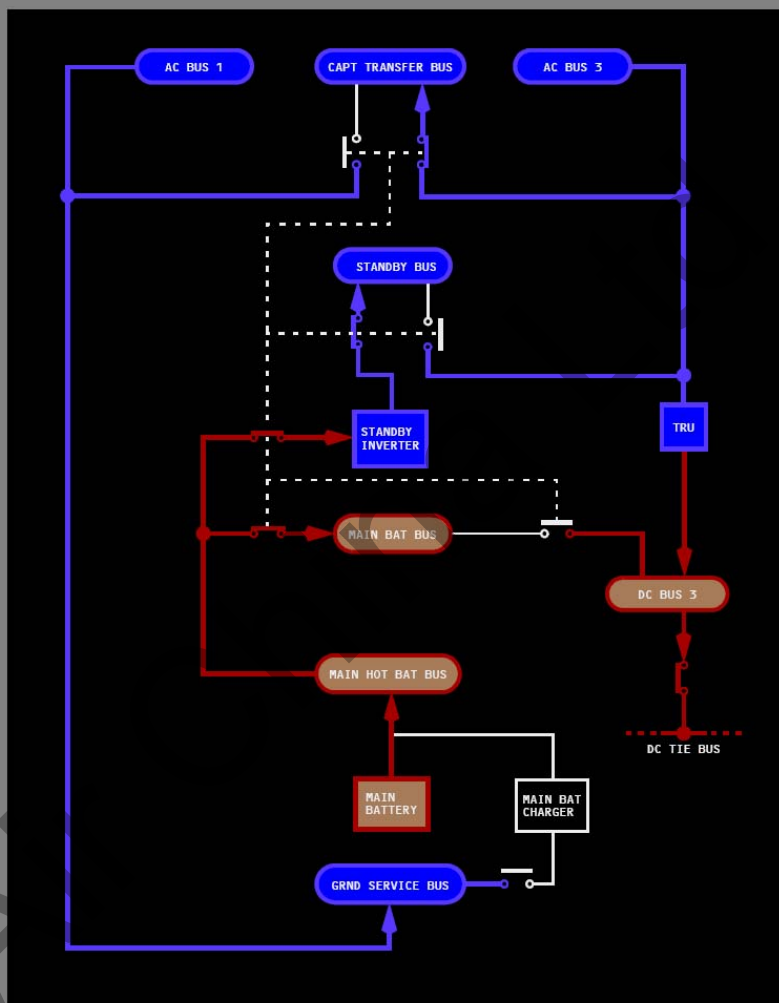 AC BUS 1
CAPT TRANSFER BUS
AC BUS 3
STANDBY BUS
STANDBY
INVERTER
TRU
MAIN BAT BUS
DC BUS 3
MAIN HOT BAT BUS
DC TIE BUS
MAIN
BATTERY
MAIN BAT
CHARGER
GRND SERVICE BUS